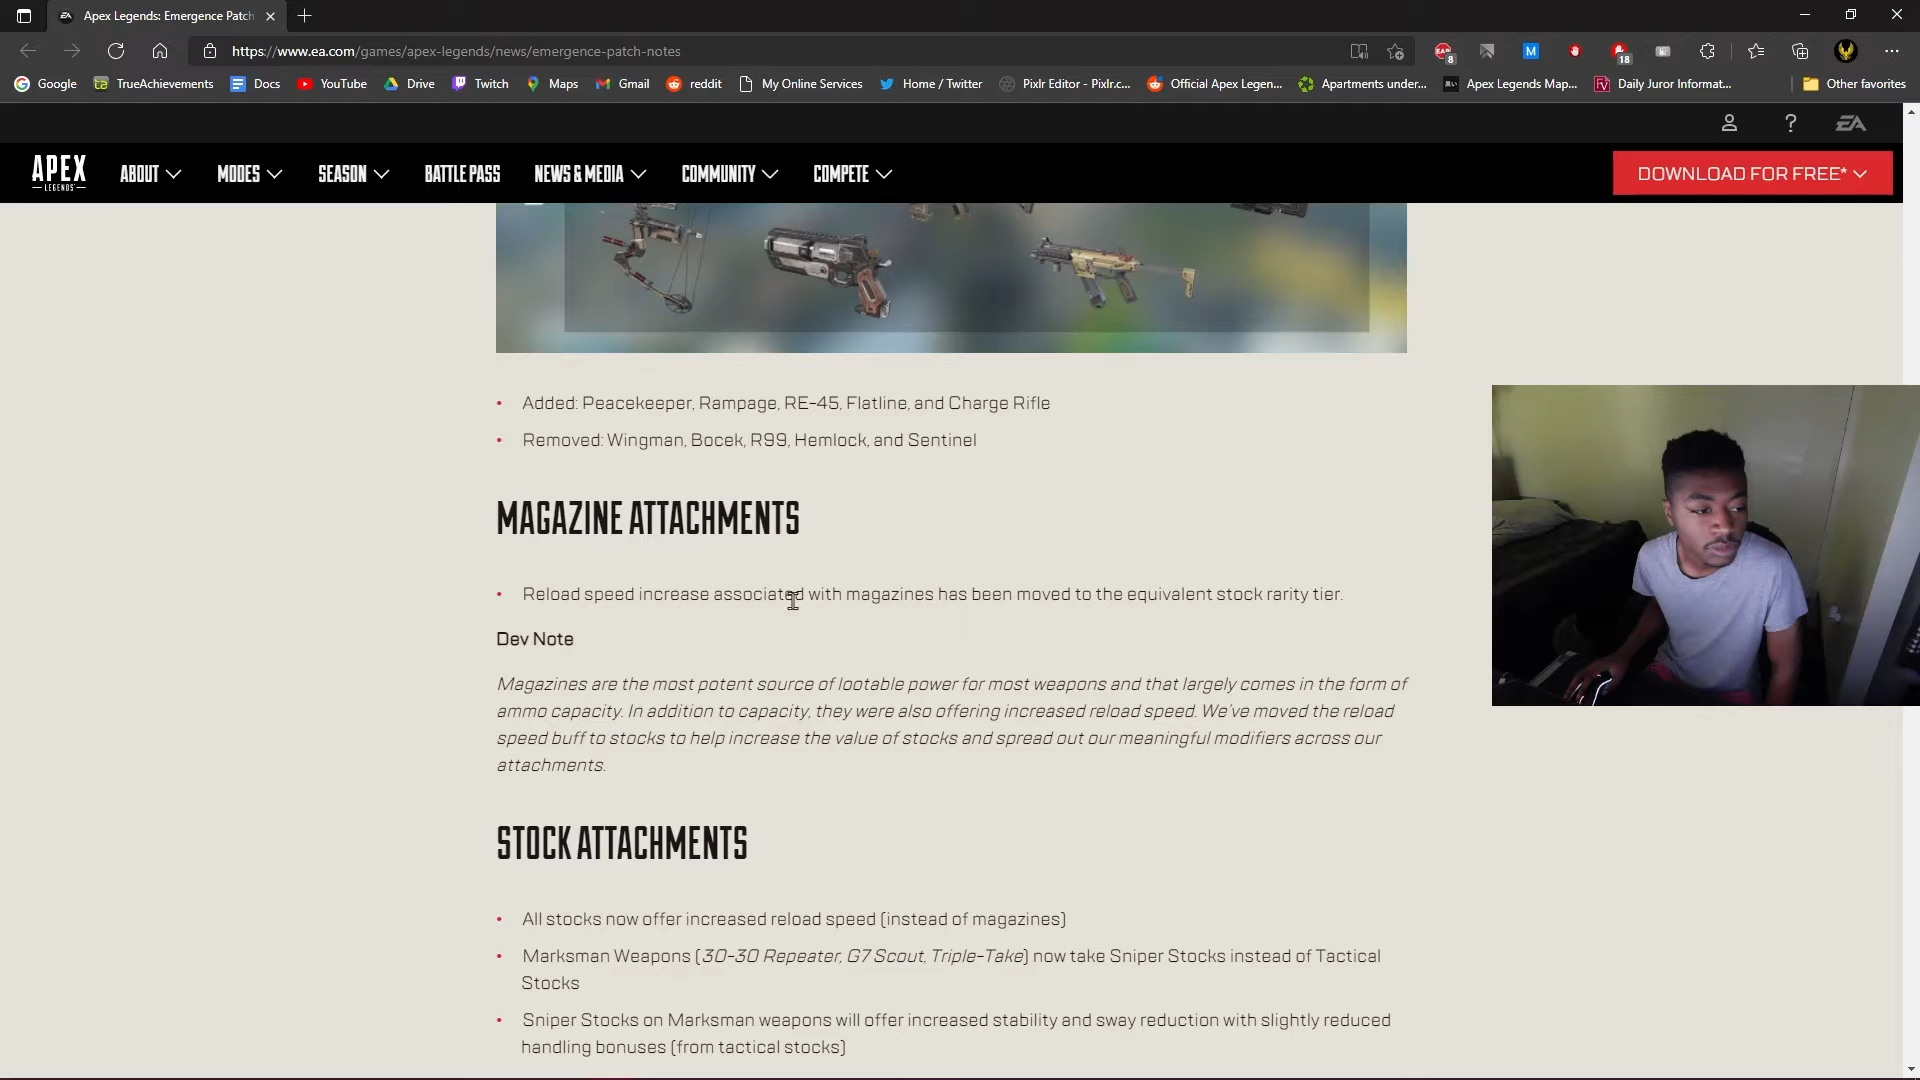 Apex Legends: Emergence Patch
https://www.ea.com/games/apex-legends/news/emergence-patch-notes
8
M
18
Google
TrueAchievements
Docs
YouTube
Drive
Twitch
Maps
Gmail
reddit
My Online Services
Home / Twitter
Pixlr Editor - Pixlr.c...
Official Apex Legen...
Apartments under...
Apex Legends Map...
Daily Juror Informat...
Other favorites
?
EA
APEX
LEGENDS
ABOUT
MODES
SEASON
BATTLE PASS
NEWS & MEDIA
COMMUNITY
COMPETE
DOWNLOAD FOR FREE*
• Added: Peacekeeper, Rampage, RE-45, Flatline, and Charge Rifle
• Removed: Wingman, Bocek, R99, Hemlock, and Sentinel
MAGAZINE ATTACHMENTS
• Reload speed increase associated with magazines has been moved to the equivalent stock rarity tier.
Dev Note
Magazines are the most potent source of lootable power for most weapons and that largely comes in the form of
ammo capacity. In addition to capacity, they were also offering increased reload speed. We've moved the reload
speed buff to stocks to help increase the value of stocks and spread out our meaningful modifiers across our
attachments.
STOCK ATTACHMENTS
• All stocks now offer increased reload speed (instead of magazines)
• Marksman Weapons (30-30 Repeater, G7 Scout, Triple-Take) now take Sniper Stocks instead of Tactical
Stocks
• Sniper Stocks on Marksman weapons will offer increased stability and sway reduction with slightly reduced
handling bonuses (from tactical stocks)